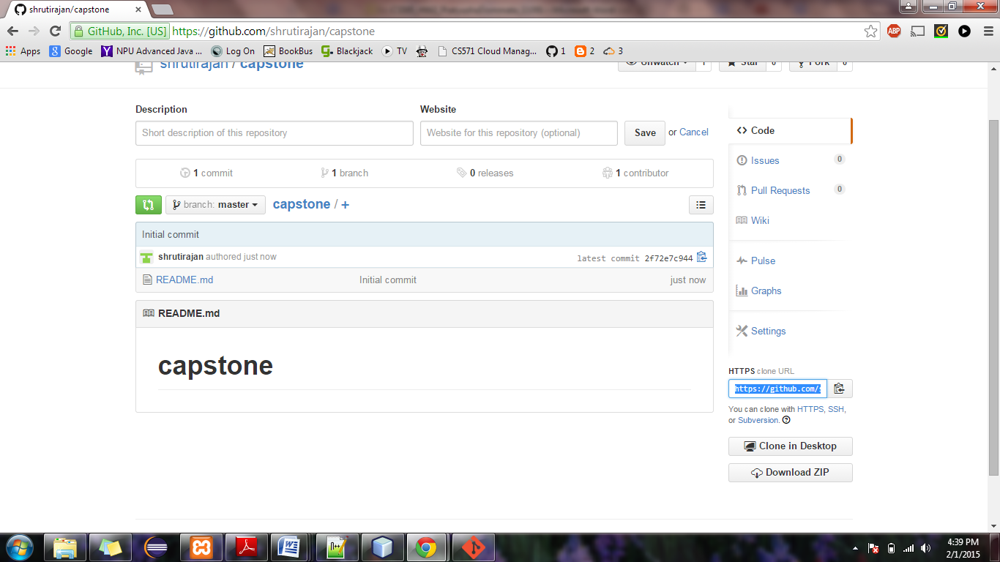 shrutirajan/capstone
GitHub, Inc. [US] https://github.com/shrutirajan/capstone
ABP
Apps Google NPU Advanced Java ... Log On BookBus Blackjack TV CS571 Cloud Manag... 1 2 3
shrutirajan / capstone Unwatch 1 Star 0 Fork 0
Description Website
Short description of this repository Website for this repository (optional) Save or Cancel
1 commit 1 branch 0 releases 1 contributor
branch: master capstone / +
Initial commit
shrutirajan authored just now latest commit 2f72e7c944
README.md Initial commit just now
README.md
capstone
Code
Issues 0
Pull Requests 0
Wiki
Pulse
Graphs
Settings
HTTPS clone URL
https://github.com/
You can clone with HTTPS, SSH,
or Subversion.
Clone in Desktop
Download ZIP
4:39 PM
2/1/2015